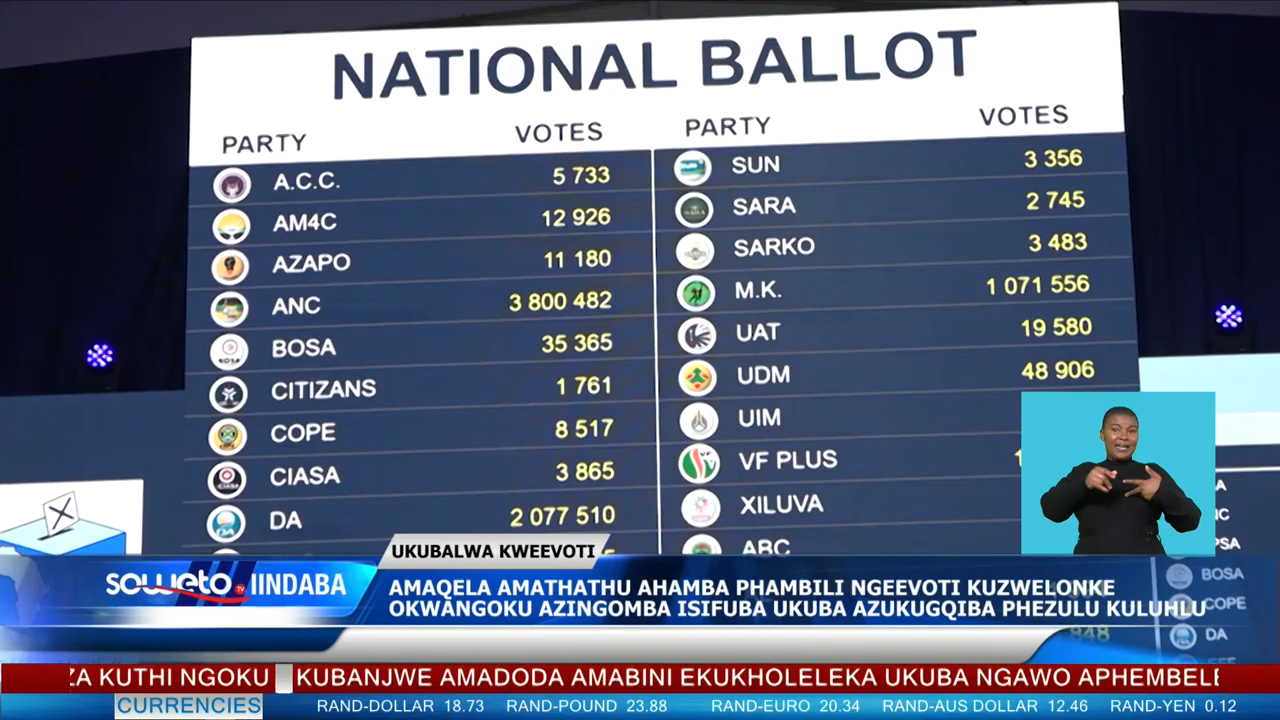 NATIONAL BALLOT
PARTY VOTES
A.C.C. 5 733
AM4C 12 926
AZAPO 11 180
ANC 3 800 482
BOSA 35 365
CITIZANS 1 761
COPE 8 517
CIASA 3 865
DA 2 077 510
PARTY VOTES
SUN 3 356
SARA 2 745
SARKO 3 483
M.K. 1 071 556
UAT 19 580
UDM 48 906
UIM
VF PLUS
XILUVA
ABC
BOSA
COPE
DA
UKUBALWA KWEEVOTI
soweto.tv IINDABA
AMAQELA AMATHATHU AHAMBA PHAMBILI NGEEVOTI KUZWELONKE
OKWANGOKU AZINGOMBA ISIFUBA UKUBA AZUKUGQIBA PHEZULU KULUHLU
ZA KUTHI NGOKU KUBANJWE AMADODA AMABINI EKUKHOLELEKA UKUBA NGAWO APHEMBELE
CURRENCIES RAND-DOLLAR 18.73 RAND-POUND 23.88 RAND-EURO 20.34 RAND-AUS DOLLAR 12.46 RAND-YEN 0.12